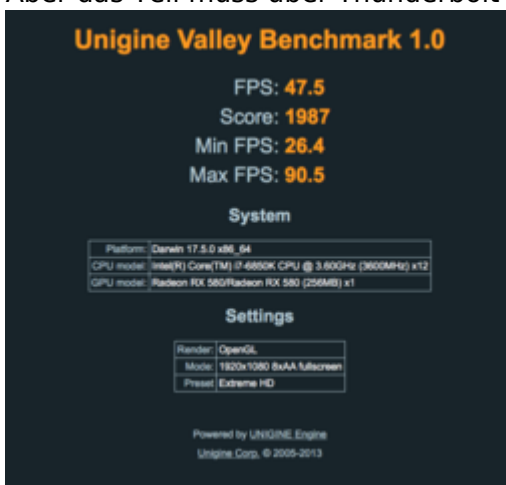 Aber das Teil muss über Thunderbolt
Unigine Valley Benchmark 1.0
FPS: 47.5
Score: 1987
Min FPS: 26.4
Max FPS: 90.5
System
Platform: Darwin 17.5.0 x86_64
CPU model: Intel(R) Core(TM) i7-6850K CPU @ 3.60GHz (3600MHz) x12
GPU model: Radeon RX 580/Radeon RX 580 (256MB) x1
Settings
Render: OpenGL
Mode: 1920x1080 8xAA fullscreen
Preset Extreme HD
Powered by UNIGINE Engine
Unigine Corp. © 2005-2013